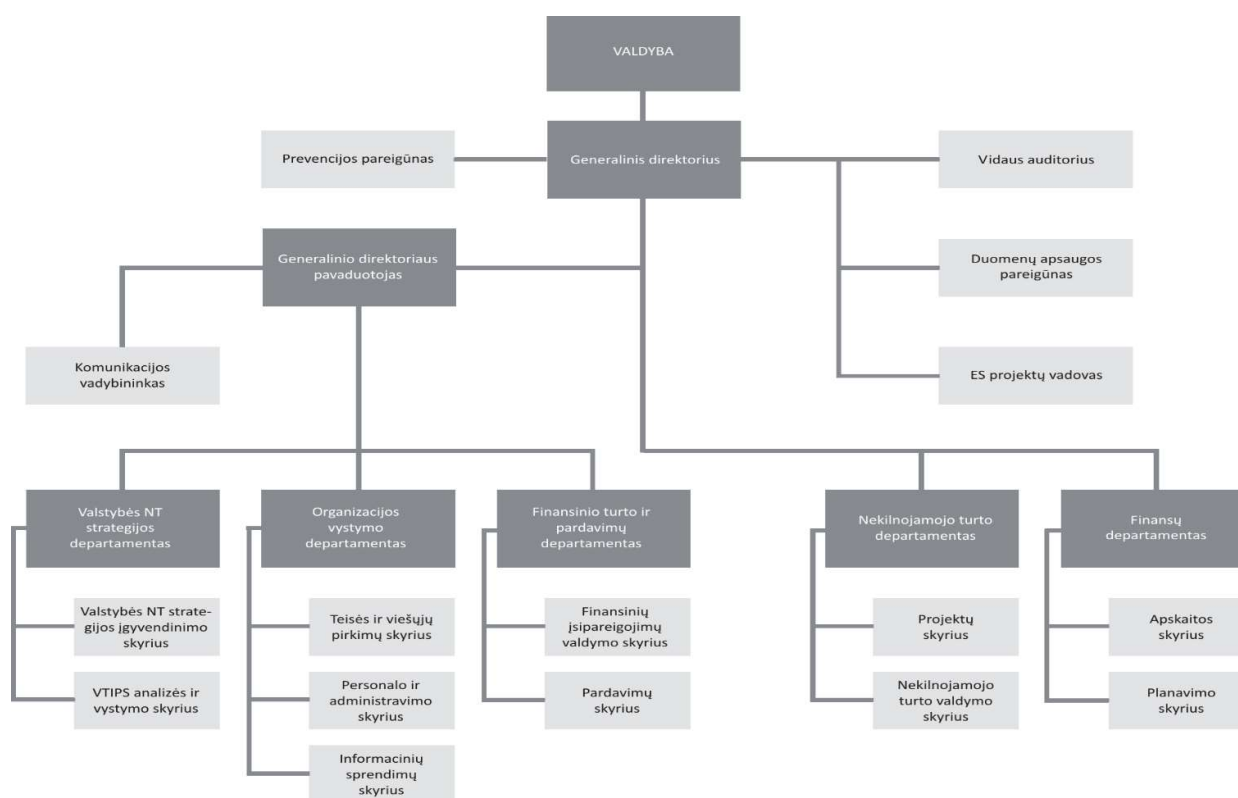 VALDYBA
Prevencijos pareigūnas
Generalinis direktorius
Vidaus auditorius
Generalinio direktoriaus
pavaduotojas
Duomenų apsaugos
pareigūnas
Komunikacijos
vadybininkas
ES projektų vadovas
Valstybės NT
strategijos
departamentas
Organizacijos
vystymo
departamentas
Finansinio turto ir
pardavimų
departamentas
Nekilnojamojo turto
departamentas
Finansų
departamentas
Valstybės NT strate-
gijos įgyvendinimo
skyrius
Teisės ir viešųjų
pirkimų skyrius
Finansinių
įsipareigojimų
valdymo skyrius
Projektų
skyrius
Apskaitos
skyrius
VTIPS analizės ir
vystymo skyrius
Personalo ir
administravimo
skyrius
Pardavimų
skyrius
Nekilnojamojo
turto valdymo
skyrius
Planavimo
skyrius
Informacinių
sprendimų
skyrius